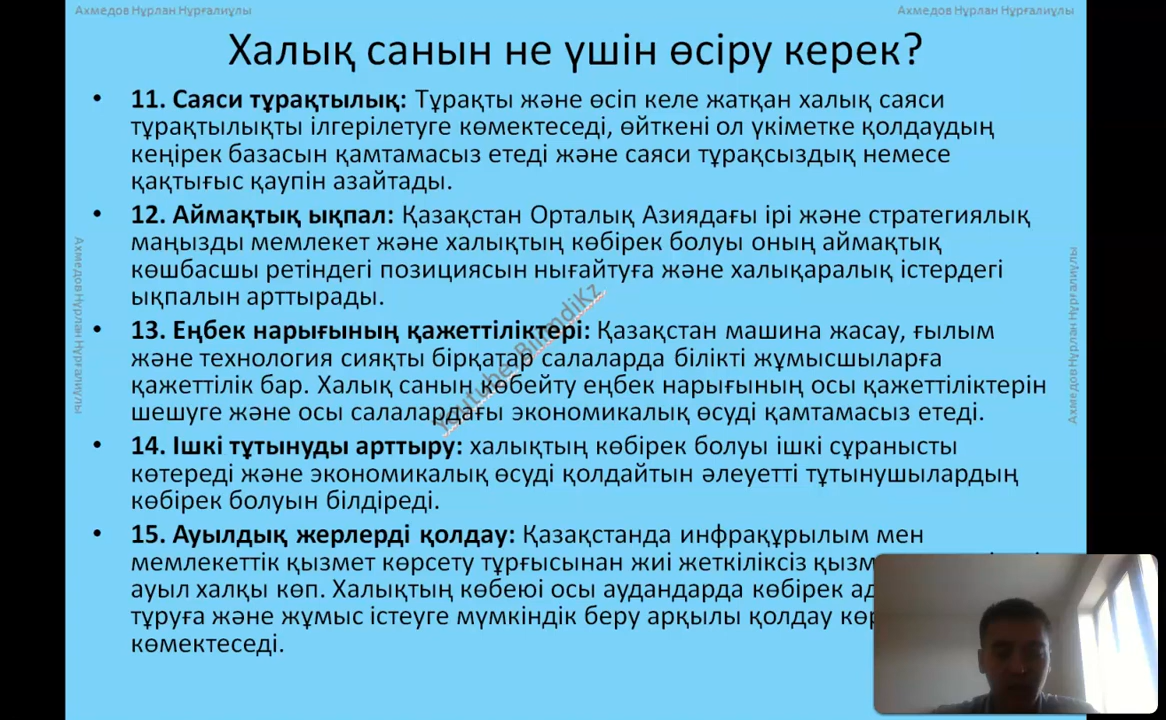 Ахмедов Нұрлан Нұрғалиұлы
Ахмедов Нұрлан Нұрғалиұлы
Халық санын не үшін өсіру керек?
• 11. Саяси тұрақтылық: Тұрақты және өсіп келе жатқан халық саяси
тұрақтылықты ілгерілетуге көмектеседі, өйткені ол үкіметке қолдаудың
кеңірек базасын қамтамасыз етеді және саяси тұрақсыздық немесе
қақтығыс қаупін азайтады.
• 12. Аймақтық ықпал: Қазақстан Орталық Азиядағы ірі және стратегиялық
маңызды мемлекет және халықтың көбірек болуы оның аймақтық
көшбасшы ретіндегі позициясын нығайтуға және халықаралық істердегі
ықпалын арттырады.
• 13. Еңбек нарығының қажеттіліктері: Қазақстан машина жасау, ғылым
және технология сияқты бірқатар салаларда білікті жұмысшыларға
қажеттілік бар. Халық санын көбейту еңбек нарығының осы қажеттіліктерін
шешуге және осы салалардағы экономикалық өсуді қамтамасыз етеді.
• 14. Ішкі тұтынуды арттыру: халықтың көбірек болуы ішкі сұранысты
көтереді және экономикалық өсуді қолдайтын әлеуетті тұтынушылардың
көбірек болуын білдіреді.
• 15. Ауылдық жерлерді қолдау: Қазақстанда инфрақұрылым мен
мемлекеттік қызмет көрсету тұрғысынан жиі жеткіліксіз
ауыл халқы көп. Халықтың көбеюі осы аудандарда көбірек
тұруға және жұмыс істеуге мүмкіндік беру арқылы қолдау
көмектеседі.
Ахмедов Нұрлан Нұрғалиұлы
Ахмедов Нұрлан Нұрғалиұлы